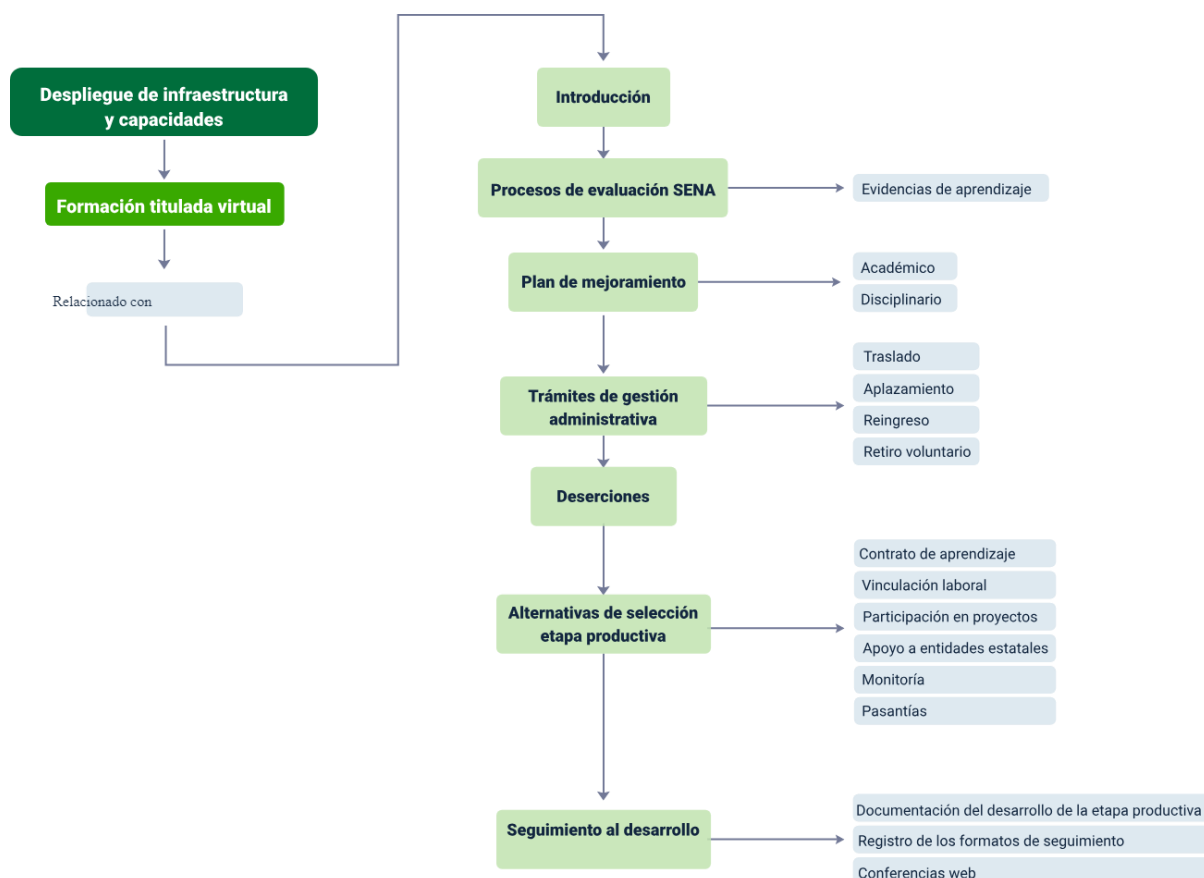 Despliegue de infraestructura
y capacidades
Formación titulada virtual
Relacionado con
Introducción
Procesos de evaluación SENA
Evidencias de aprendizaje
Plan de mejoramiento
Académico
Disciplinario
Trámites de gestión
administrativa
Traslado
Aplazamiento
Reingreso
Retiro voluntario
Deserciones
Alternativas de selección
etapa productiva
Contrato de aprendizaje
Vinculación laboral
Participación en proyectos
Apoyo a entidades estatales
Monitoría
Pasantías
Seguimiento al desarrollo
Documentación del desarrollo de la etapa productiva
Registro de los formatos de seguimiento
Conferencias web